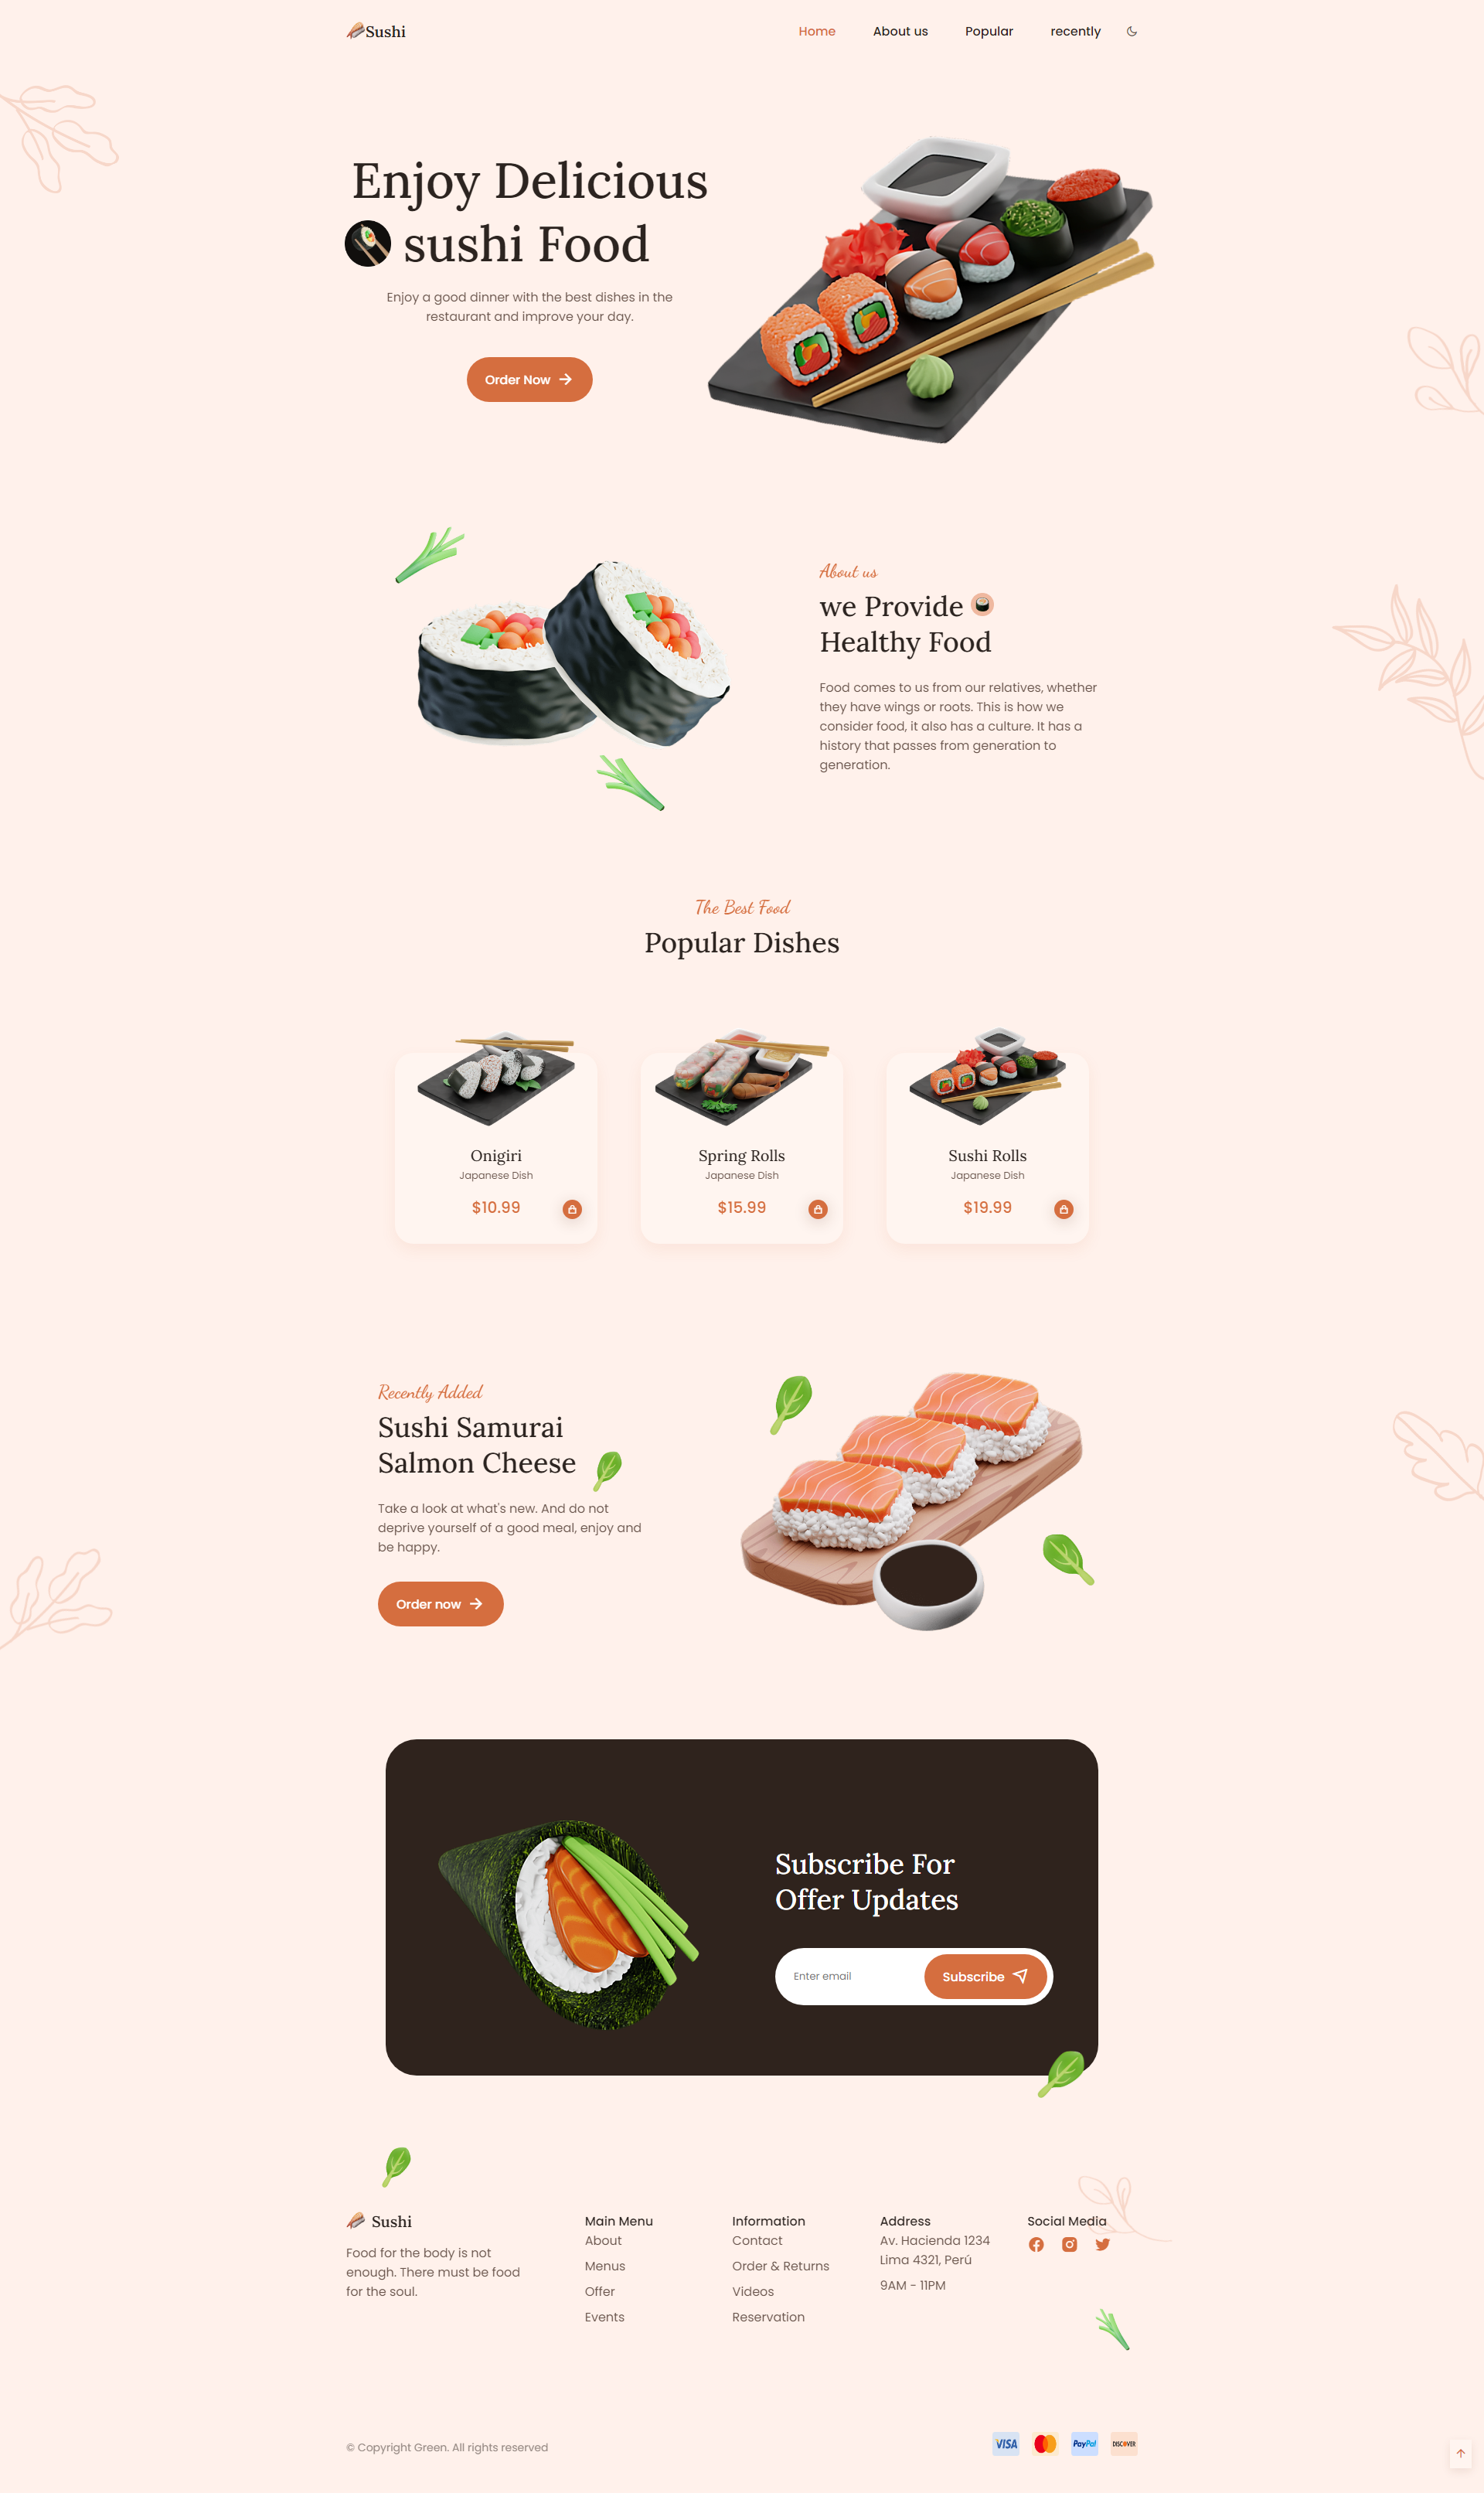 Sushi
Home
About us
Popular
recently
Enjoy Delicious
sushi Food
Enjoy a good dinner with the best dishes in the
restaurant and improve your day.
Order Now
About us
we Provide
Healthy Food
Food comes to us from our relatives, whether
they have wings or roots. This is how we
consider food, it also has a culture. It has a
history that passes from generation to
generation.
The Best Food
Popular Dishes
Onigiri
Japanese Dish
$10.99
Spring Rolls
Japanese Dish
$15.99
Sushi Rolls
Japanese Dish
$19.99
Recently Added
Sushi Samurai
Salmon Cheese
Take a look at what's new. And do not
deprive yourself of a good meal, enjoy and
be happy.
Order now
Subscribe For
Offer Updates
Enter email
Subscribe
Sushi
Food for the body is not
enough. There must be food
for the soul.
Main Menu
About
Menus
Offer
Events
Information
Contact
Order & Returns
Videos
Reservation
Address
Av. Hacienda 1234
Lima 4321, Perú
9AM - 11PM
Social Media
© Copyright Green. All rights reserved
VISA
PayPal
DISCOVER